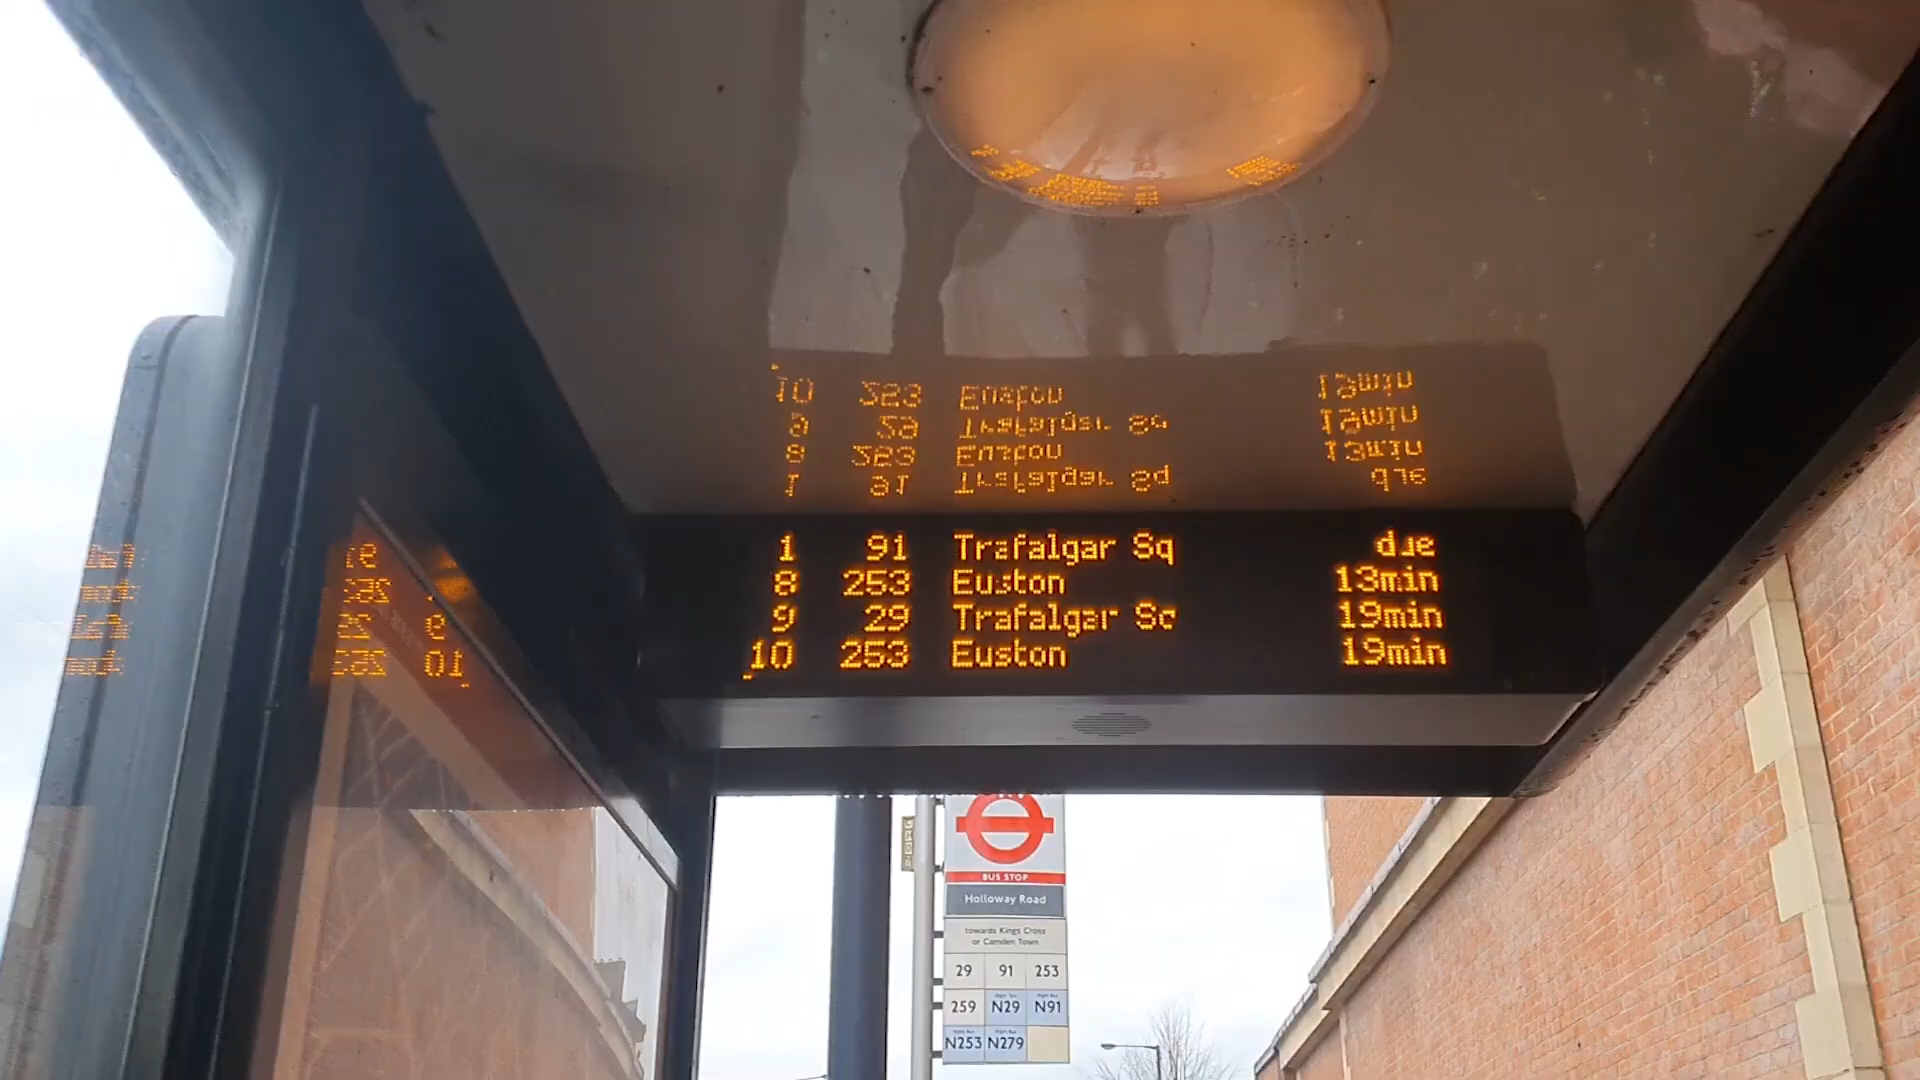 1 91 Trafalgar Sq due
8 253 Euston 13min
9 29 Trafalgar Sq 19min
10 253 Euston 19min
BUS STOP
Holloway Road
towards Kings Cross
or Camden Town
29 91 253
259 N29 N91
N253 N279